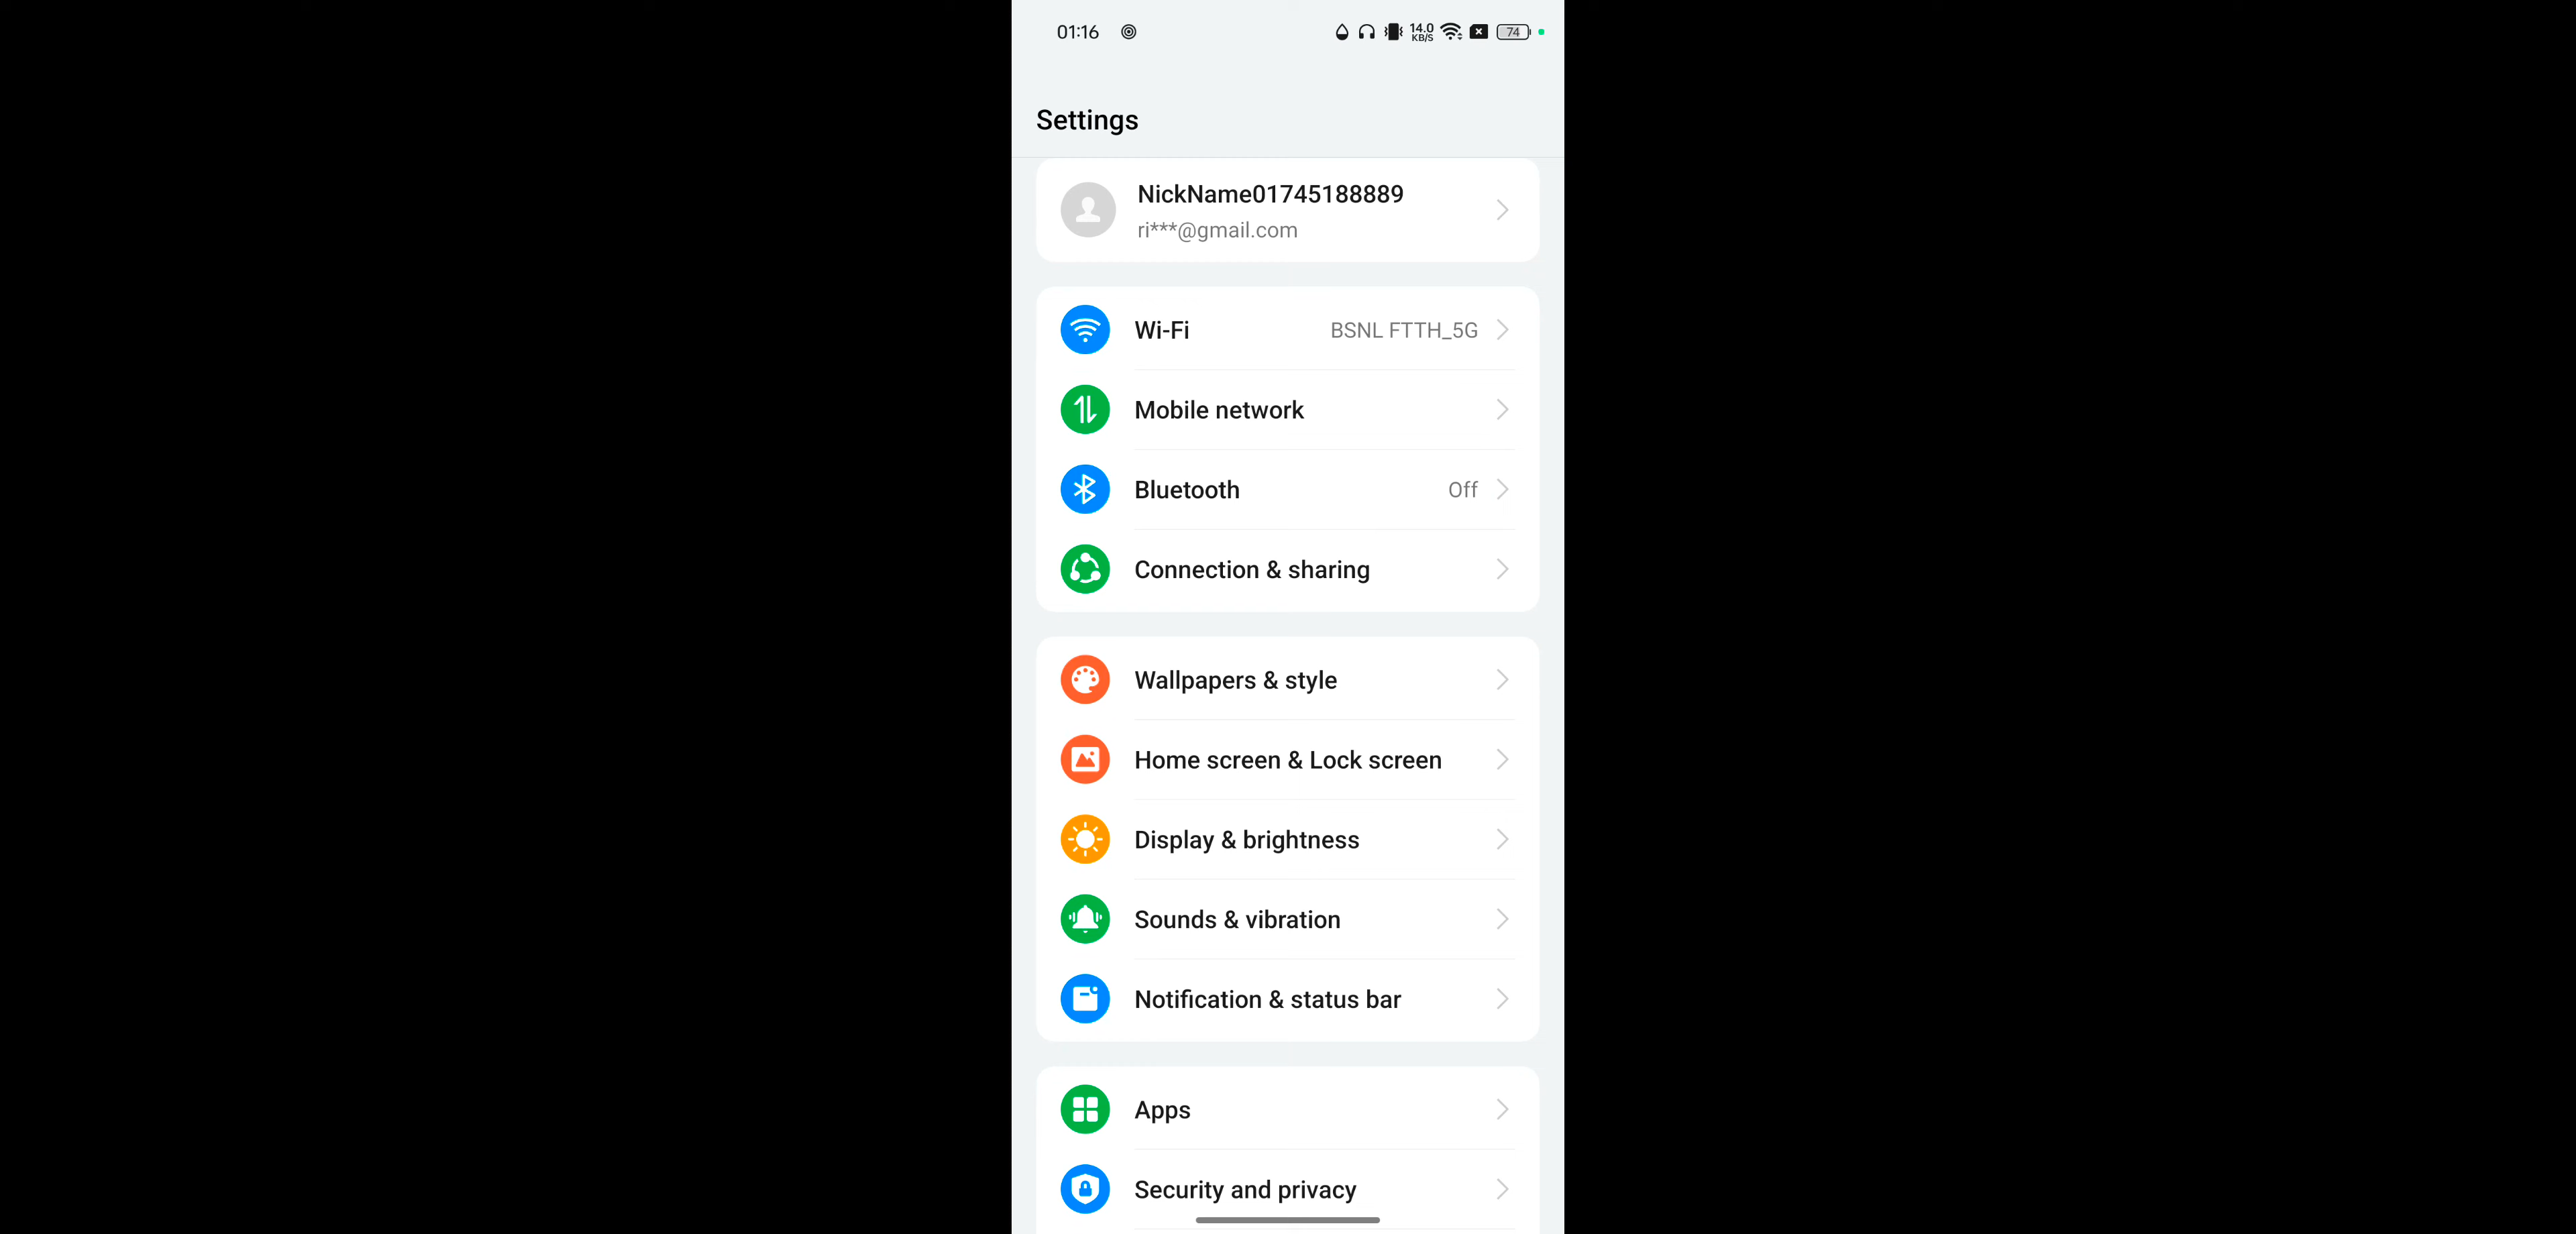 01:16 14.0 KB/S 74
Settings
NickName01745188889
ri***@gmail.com
Wi-Fi BSNL FTTH_5G
Mobile network
Bluetooth Off
Connection & sharing
Wallpapers & style
Home screen & Lock screen
Display & brightness
Sounds & vibration
Notification & status bar
Apps
Security and privacy